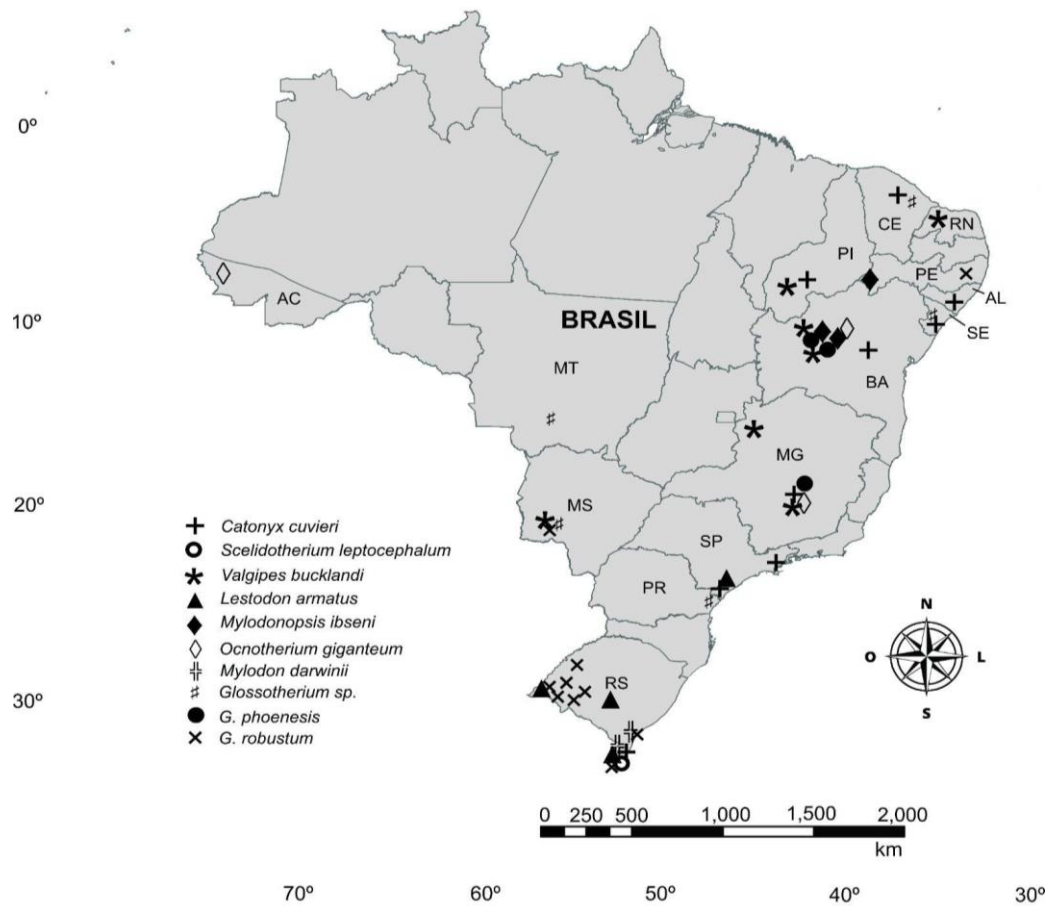 0º
10º
20º
30º
BRASIL
AC
MT
MS
PI
CE
RN
PE
AL
SE
BA
MG
SP
PR
RS
Catonyx cuvieri
Scelidotherium leptocephalum
Valgipes bucklandi
Lestodon armatus
Mylodonopsis ibseni
Ocnotherium giganteum
Mylodon darwinii
Glossotherium sp.
G. phoenesis
G. robustum
N
O L
S
0 250 500 1,000 1,500 2,000
km
70º 60º 50º 40º 30º